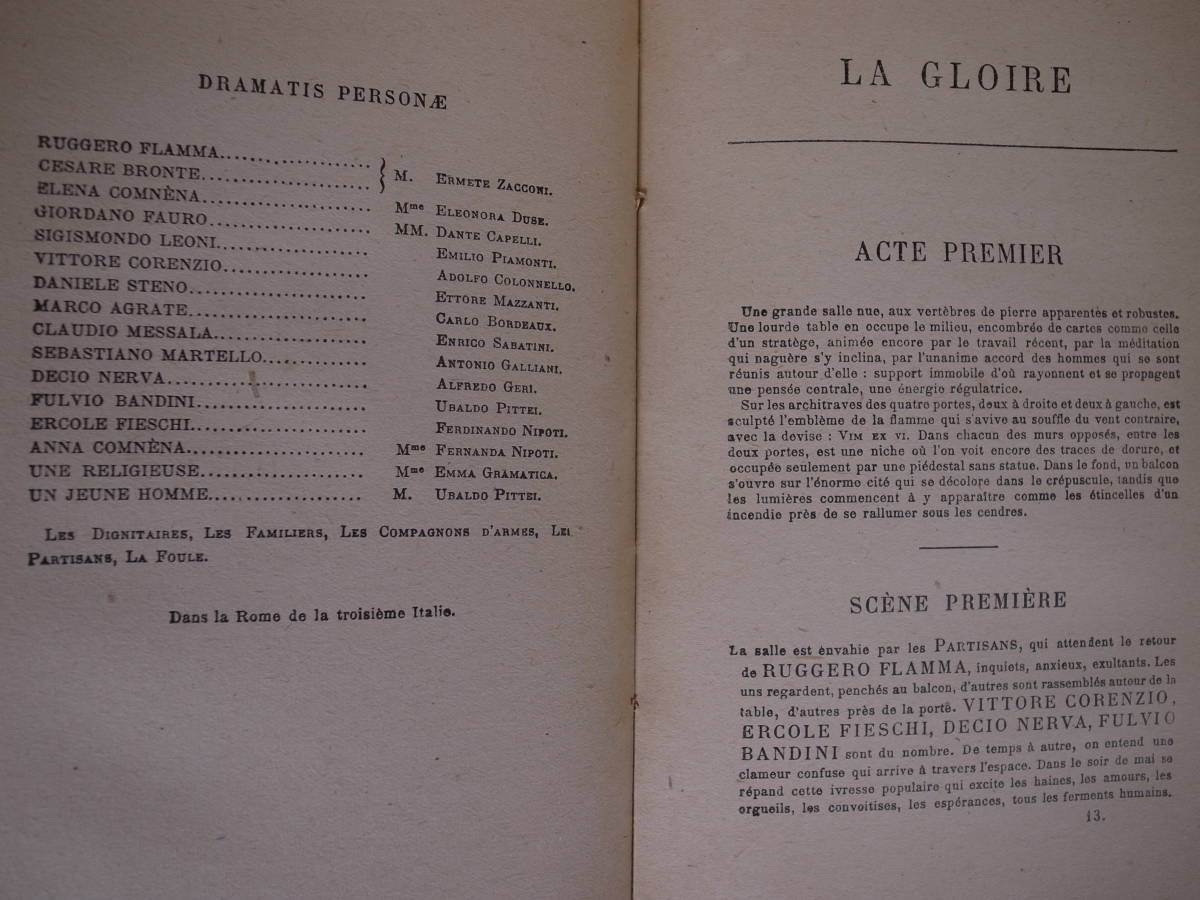 DRAMATIS PERSONÆ
RUGGERO FLAMMA.................... } M. ERMETE ZACCONI.
CESARE BRONTE......................
ELENA COMNÈNA...................... Mme ELEONORA DUSE.
GIORDANO FAURO..................... MM. DANTE CAPELLI.
SIGISMONDO LEONI................... EMILIO PIAMONTI.
VITTORE CORENZIO................... ADOLFO COLONNELLO.
DANIELE STENO...................... ETTORE MAZZANTI.
MARCO AGRATE....................... CARLO BORDEAUX.
CLAUDIO MESSALA.................... ENRICO SABATINI.
SEBASTIANO MARTELLO................ ANTONIO GALLIANI.
DECIO NERVA........................ ALFREDO GERI.
FULVIO BANDINI..................... UBALDO PITTEI.
ERCOLE FIESCHI..................... FERDINANDO NIPOTI.
ANNA COMNÈNA....................... Mme FERNANDA NIPOTI.
UNE RELIGIEUSE..................... Mme EMMA GRAMATICA.
UN JEUNE HOMME..................... M. UBALDO PITTEI.
LES DIGNITAIRES, LES FAMILIERS, LES COMPAGNONS D'ARMES, LES
PARTISANS, LA FOULE.
Dans la Rome de la troisième Italie.
LA GLOIRE
ACTE PREMIER
Une grande salle nue, aux vertèbres de pierre apparentes et robustes.
Une lourde table en occupe le milieu, encombrée de cartes comme celle
d'un stratège, animée encore par le travail récent, par la méditation
qui naguère s'y inclina, par l'unanime accord des hommes qui se sont
réunis autour d'elle : support immobile d'où rayonnent et se propagent
une pensée centrale, une énergie régulatrice.
Sur les architraves des quatre portes, deux à droite et deux à gauche, est
sculpté l'emblème de la flamme qui s'avive au souffle du vent contraire,
avec la devise : VIM EX VI. Dans chacun des murs opposés, entre les
deux portes, est une niche où l'on voit encore des traces de dorure, et
occupée seulement par une piédestal sans statue. Dans le fond, un balcon
s'ouvre sur l'énorme cité qui se décolore dans le crépuscule, tandis que
les lumières commencent à y apparaître comme les étincelles d'un
incendie près de se rallumer sous les cendres.
SCÈNE PREMIÈRE
La salle est envahie par les PARTISANS, qui attendent le retour
de RUGGERO FLAMMA, inquiets, anxieux, exultants. Les
uns regardent, penchés au balcon, d'autres sont rassemblés autour de la
table, d'autres près de la porte. VITTORE CORENZIO,
ERCOLE FIESCHI, DECIO NERVA, FULVIO
BANDINI sont du nombre. De temps à autre, on entend une
clameur confuse qui arrive à travers l'espace. Dans le soir de mai se
répand cette ivresse populaire qui excite les haines, les amours, les
orgueils, les convoitises, les espérances, tous les ferments humains.
13.